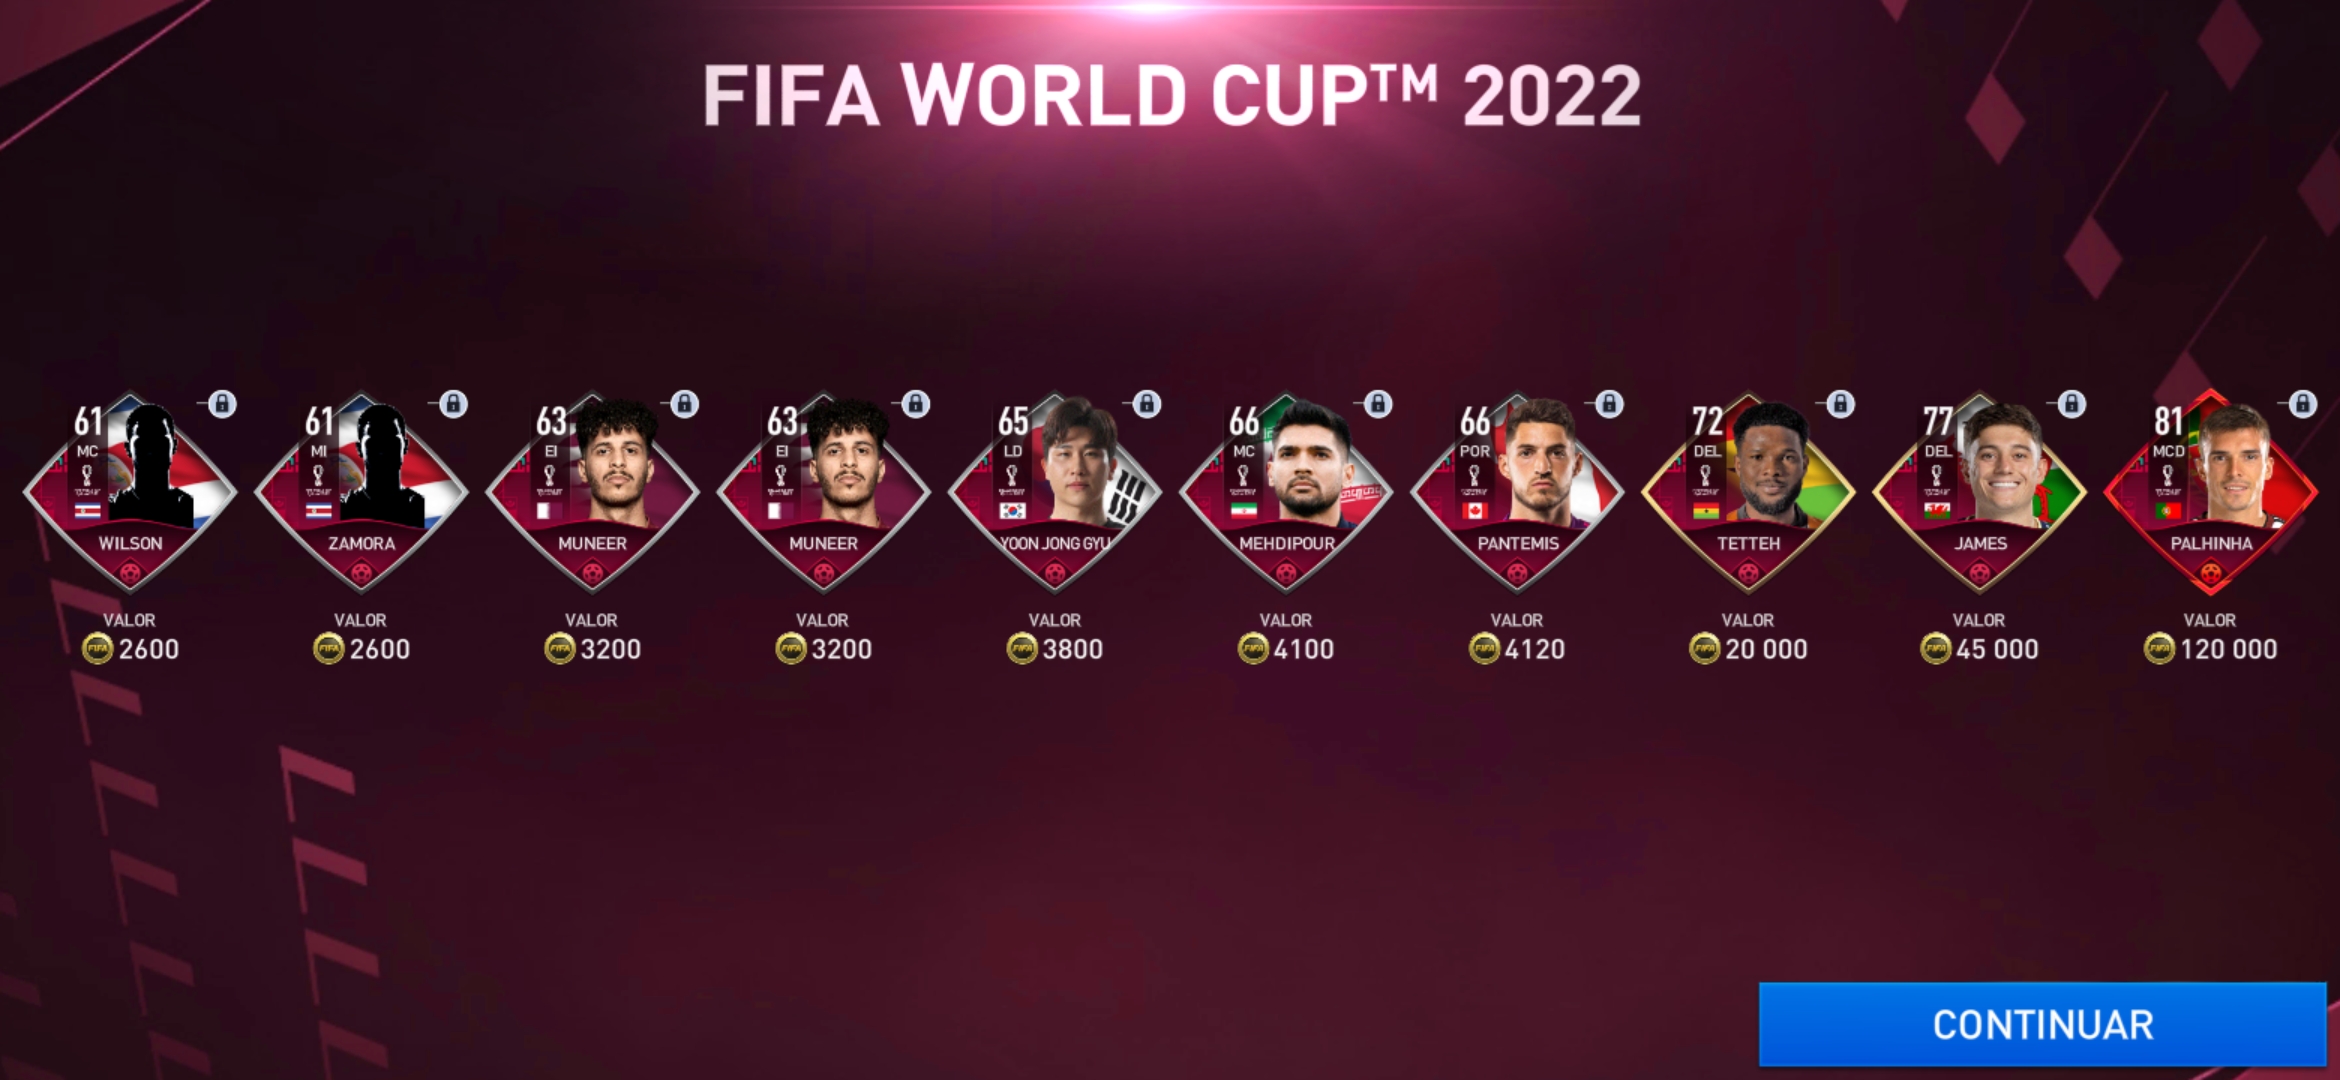 FIFA WORLD CUP™ 2022
61
MC
WILSON
VALOR
2600
61
MI
ZAMORA
VALOR
2600
63
EI
MUNEER
VALOR
3200
63
EI
MUNEER
VALOR
3200
65
LD
YOON JONG GYU
VALOR
3800
66
MC
MEHDIPOUR
VALOR
4100
66
POR
PANTEMIS
VALOR
4120
72
DEL
TETTEH
VALOR
20 000
77
DEL
JAMES
VALOR
45 000
81
MCD
PALHINHA
VALOR
120 000
CONTINUAR